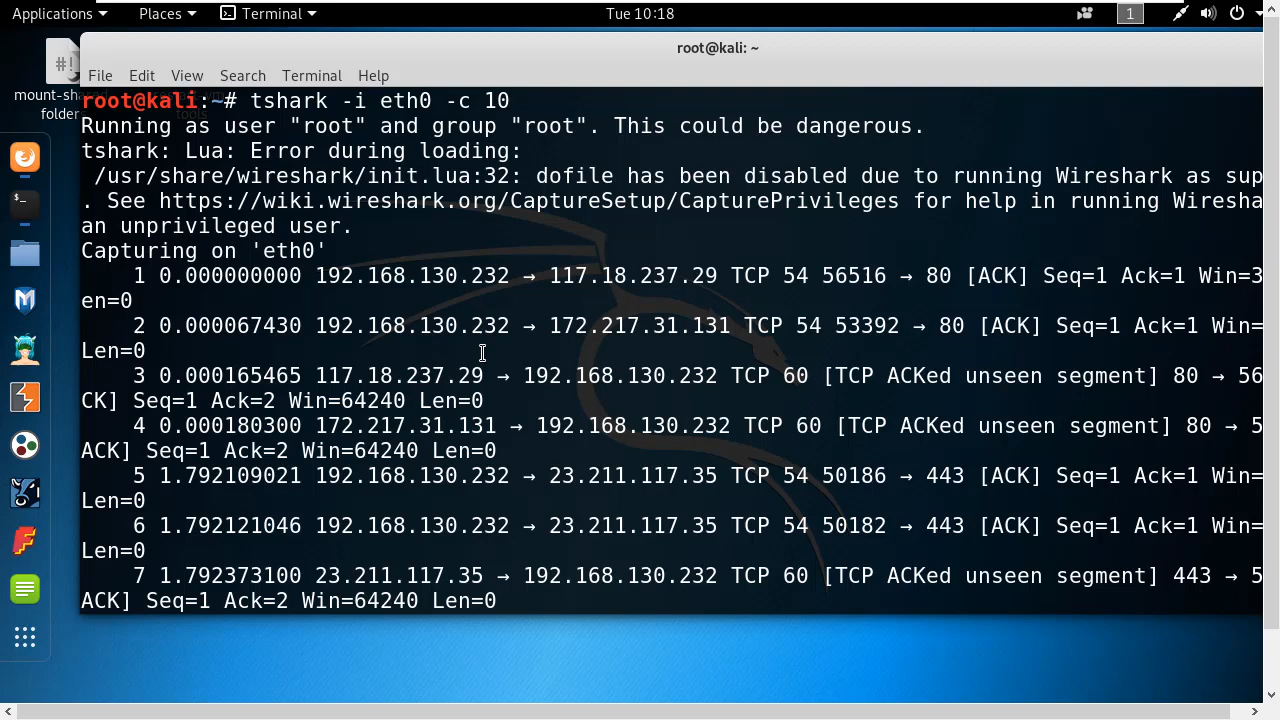 Applications Places Terminal Tue 10:18 1
root@kali: ~
#!
mount-sha
folder
tools
File Edit View Search Terminal Help
root@kali:~# tshark -i eth0 -c 10
Running as user "root" and group "root". This could be dangerous.
tshark: Lua: Error during loading:
/usr/share/wireshark/init.lua:32: dofile has been disabled due to running Wireshark as sup
. See https://wiki.wireshark.org/CaptureSetup/CapturePrivileges for help in running Wiresha
an unprivileged user.
Capturing on 'eth0'
1 0.000000000 192.168.130.232 → 117.18.237.29 TCP 54 56516 → 80 [ACK] Seq=1 Ack=1 Win=3
en=0
2 0.000067430 192.168.130.232 → 172.217.31.131 TCP 54 53392 → 80 [ACK] Seq=1 Ack=1 Win=
Len=0
3 0.000165465 117.18.237.29 → 192.168.130.232 TCP 60 [TCP ACKed unseen segment] 80 → 56
CK] Seq=1 Ack=2 Win=64240 Len=0
4 0.000180300 172.217.31.131 → 192.168.130.232 TCP 60 [TCP ACKed unseen segment] 80 → 5
ACK] Seq=1 Ack=2 Win=64240 Len=0
5 1.792109021 192.168.130.232 → 23.211.117.35 TCP 54 50186 → 443 [ACK] Seq=1 Ack=1 Win=
Len=0
6 1.792121046 192.168.130.232 → 23.211.117.35 TCP 54 50182 → 443 [ACK] Seq=1 Ack=1 Win=
Len=0
7 1.792373100 23.211.117.35 → 192.168.130.232 TCP 60 [TCP ACKed unseen segment] 443 → 5
ACK] Seq=1 Ack=2 Win=64240 Len=0